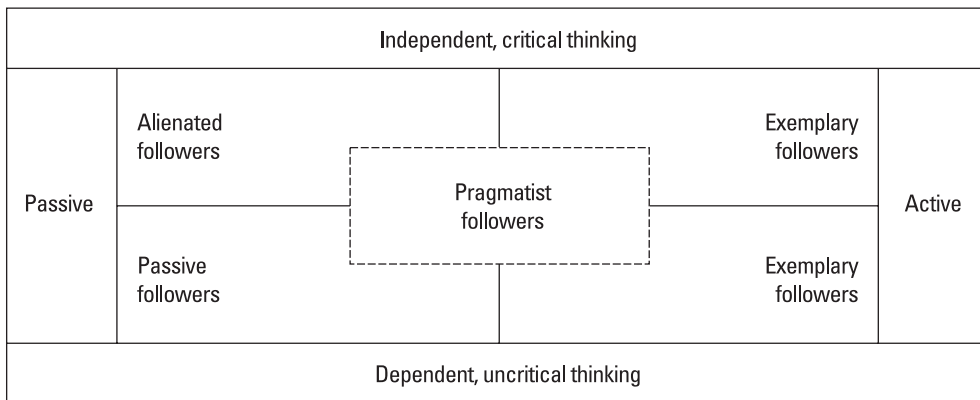 Independent, critical thinking
Alienated
followers
Exemplary
followers
Passive
Pragmatist
followers
Active
Passive
followers
Exemplary
followers
Dependent, uncritical thinking